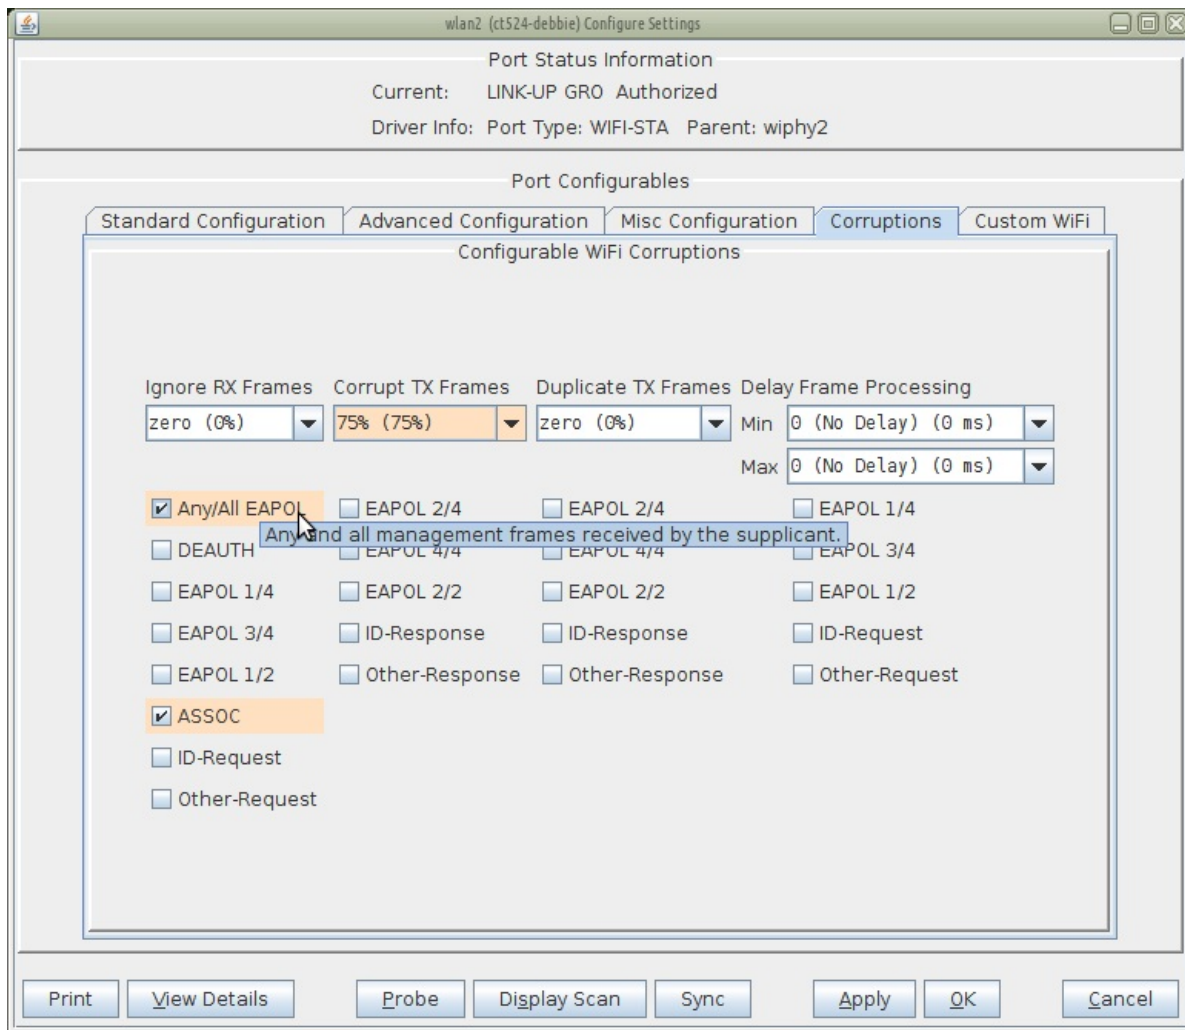 wlan2 (ct524-debbie) Configure Settings
Port Status Information
Current: LINK-UP GRO Authorized
Driver Info: Port Type: WIFI-STA Parent: wiphy2
Port Configurables
Standard Configuration Advanced Configuration Misc Configuration Corruptions Custom WiFi
Configurable WiFi Corruptions
Ignore RX Frames Corrupt TX Frames Duplicate TX Frames Delay Frame Processing
zero (0%) 75% (75%) zero (0%) Min 0 (No Delay) (0 ms)
Max 0 (No Delay) (0 ms)
Any/All EAPOL EAPOL 2/4 EAPOL 2/4 EAPOL 1/4
Any and all management frames received by the supplicant.
DEAUTH EAPOL 4/4 EAPOL 4/4 EAPOL 3/4
EAPOL 1/4 EAPOL 2/2 EAPOL 2/2 EAPOL 1/2
EAPOL 3/4 ID-Response ID-Response ID-Request
EAPOL 1/2 Other-Response Other-Response Other-Request
ASSOC
ID-Request
Other-Request
Print View Details Probe Display Scan Sync Apply OK Cancel